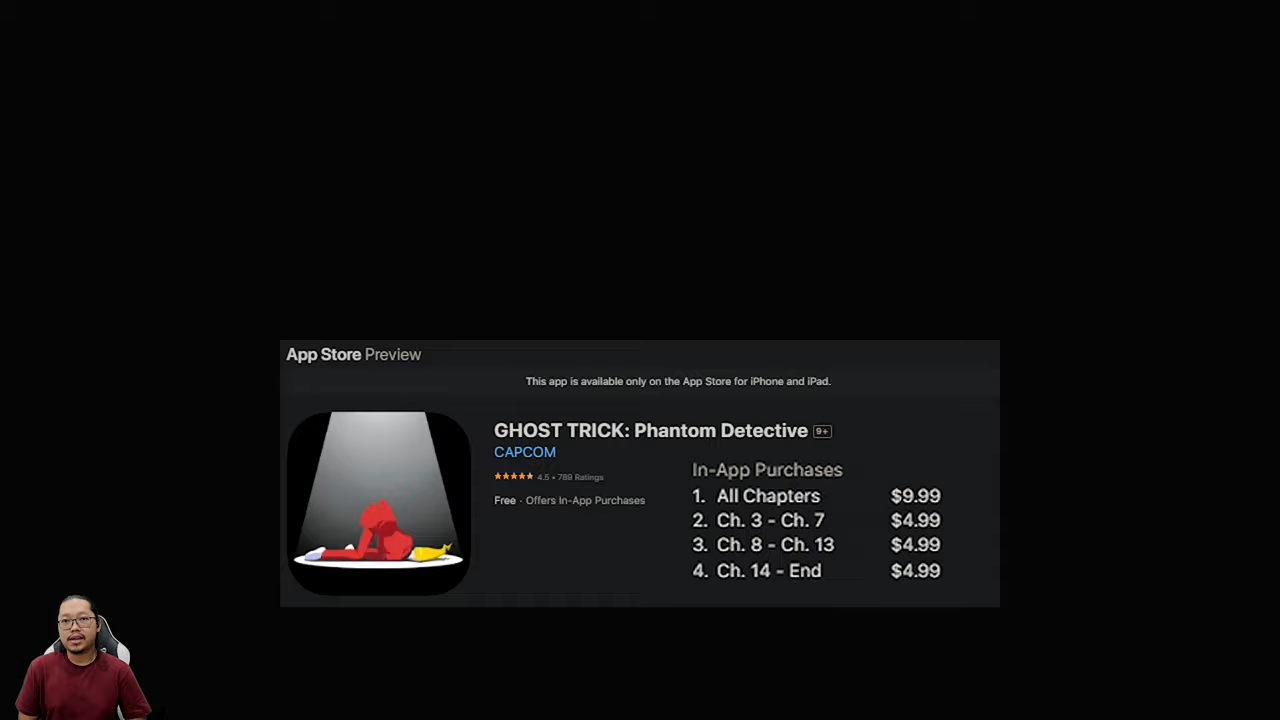 App Store Preview
This app is available only on the App Store for iPhone and iPad.
GHOST TRICK: Phantom Detective 9+
CAPCOM
4.5 • 789 Ratings
Free · Offers In-App Purchases
In-App Purchases
1. All Chapters $9.99
2. Ch. 3 - Ch. 7 $4.99
3. Ch. 8 - Ch. 13 $4.99
4. Ch. 14 - End $4.99